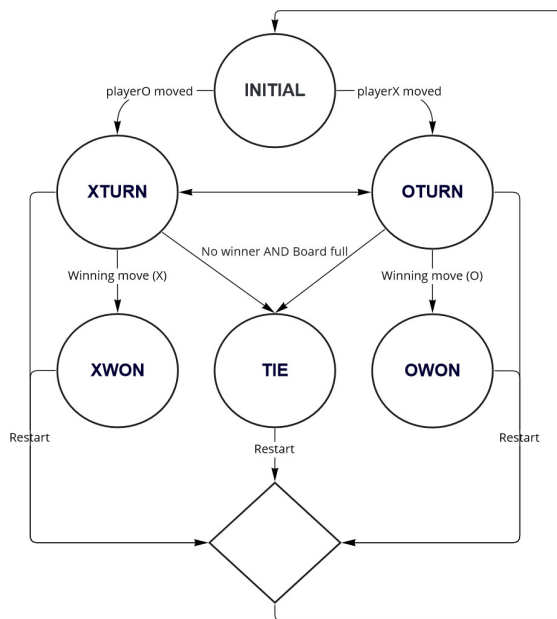 INITIAL
playerO moved
playerX moved
XTURN
OTURN
No winner AND Board full
Winning move (X)
Winning move (O)
XWON
TIE
OWON
Restart
Restart
Restart